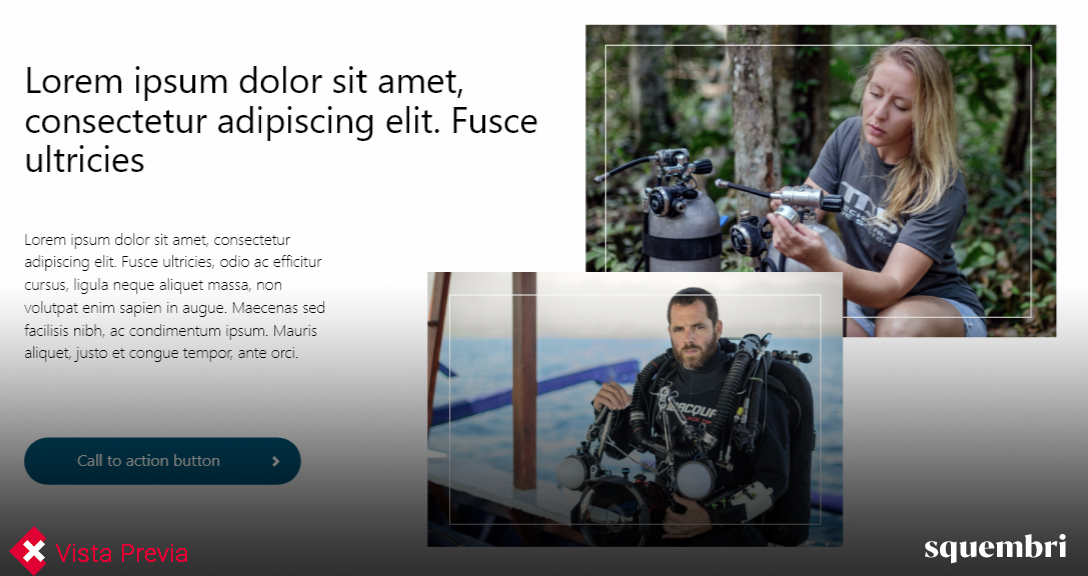 Lorem ipsum dolor sit amet,
consectetur adipiscing elit. Fusce
ultricies
Lorem ipsum dolor sit amet, consectetur
adipiscing elit. Fusce ultricies, odio ac efficitur
cursus, ligula neque aliquet massa, non
volutpat enim sapien in augue. Maecenas sed
facilisis nibh, ac condimentum ipsum. Mauris
aliquet, justo et congue tempor, ante orci.
Call to action button
Vista Previa
squembri